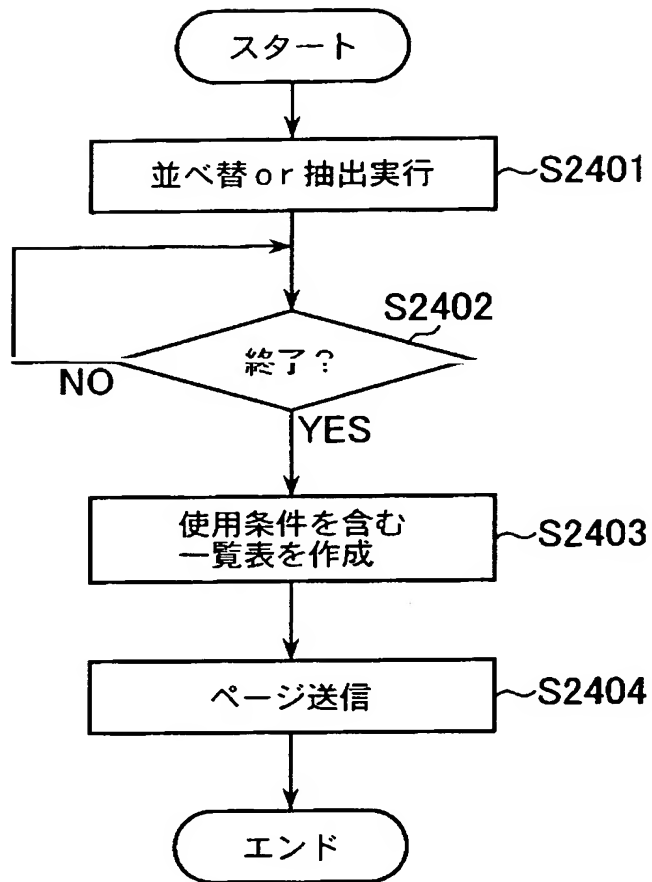 スタート
並べ替or抽出実行
S2401
S2402
終了?
NO
YES
使用条件を含む
一覧表を作成
S2403
ページ送信
S2404
エンド